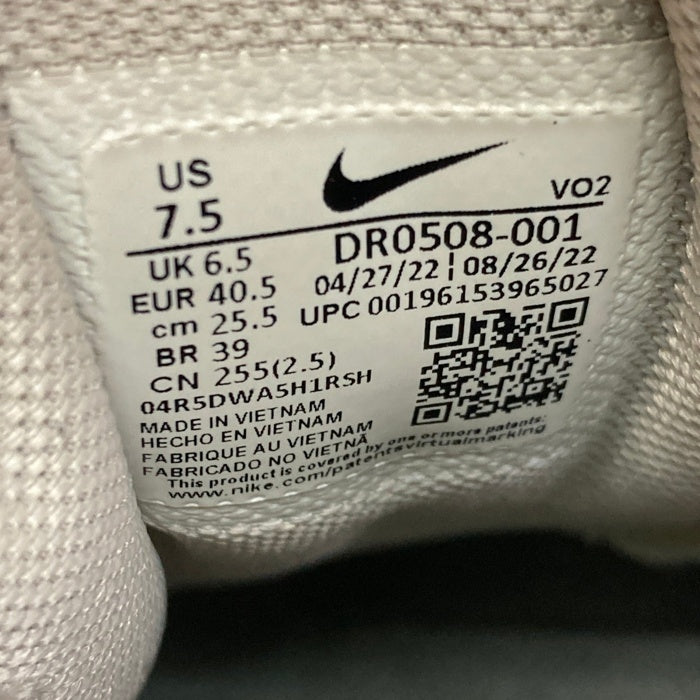 US
7.5
VO2
UK 6.5
DR0508-001
EUR 40.5
04/27/22 | 08/26/22
cm 25.5
UPC 00196153965027
BR 39
CN 255(2.5)
04R5DWA5H1RSH
MADE IN VIETNAM
HECHO EN VIETNAM
FABRIQUE AU VIETNAM
FABRICADO NO VIETNÃ
This product is covered by one or more patents:
www.nike.com/patentsvirtualmarking